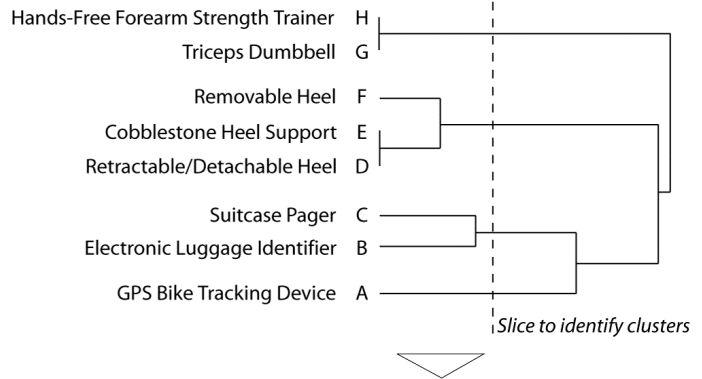 Hands-Free Forearm Strength Trainer H
Triceps Dumbbell G
Removable Heel F
Cobblestone Heel Support E
Retractable/Detachable Heel D
Suitcase Pager C
Electronic Luggage Identifier B
GPS Bike Tracking Device A
Slice to identify clusters